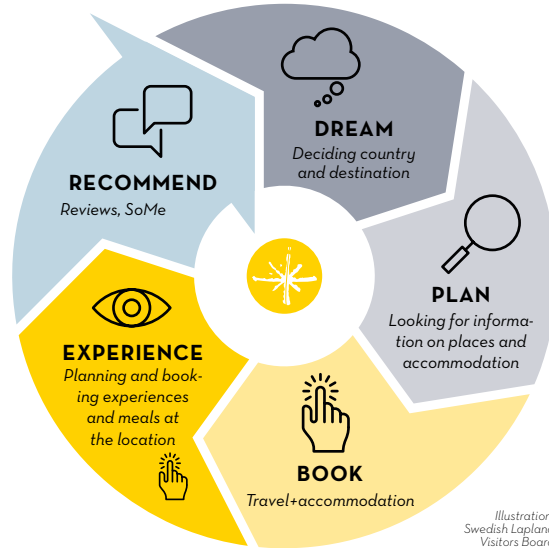 DREAM
Deciding country
and destination
PLAN
Looking for informa-
tion on places and
accommodation
BOOK
Travel+accommodation
EXPERIENCE
Planning and book-
ing experiences
and meals at
the location
RECOMMEND
Reviews, SoMe
Illustration
Swedish Lapland
Visitors Board